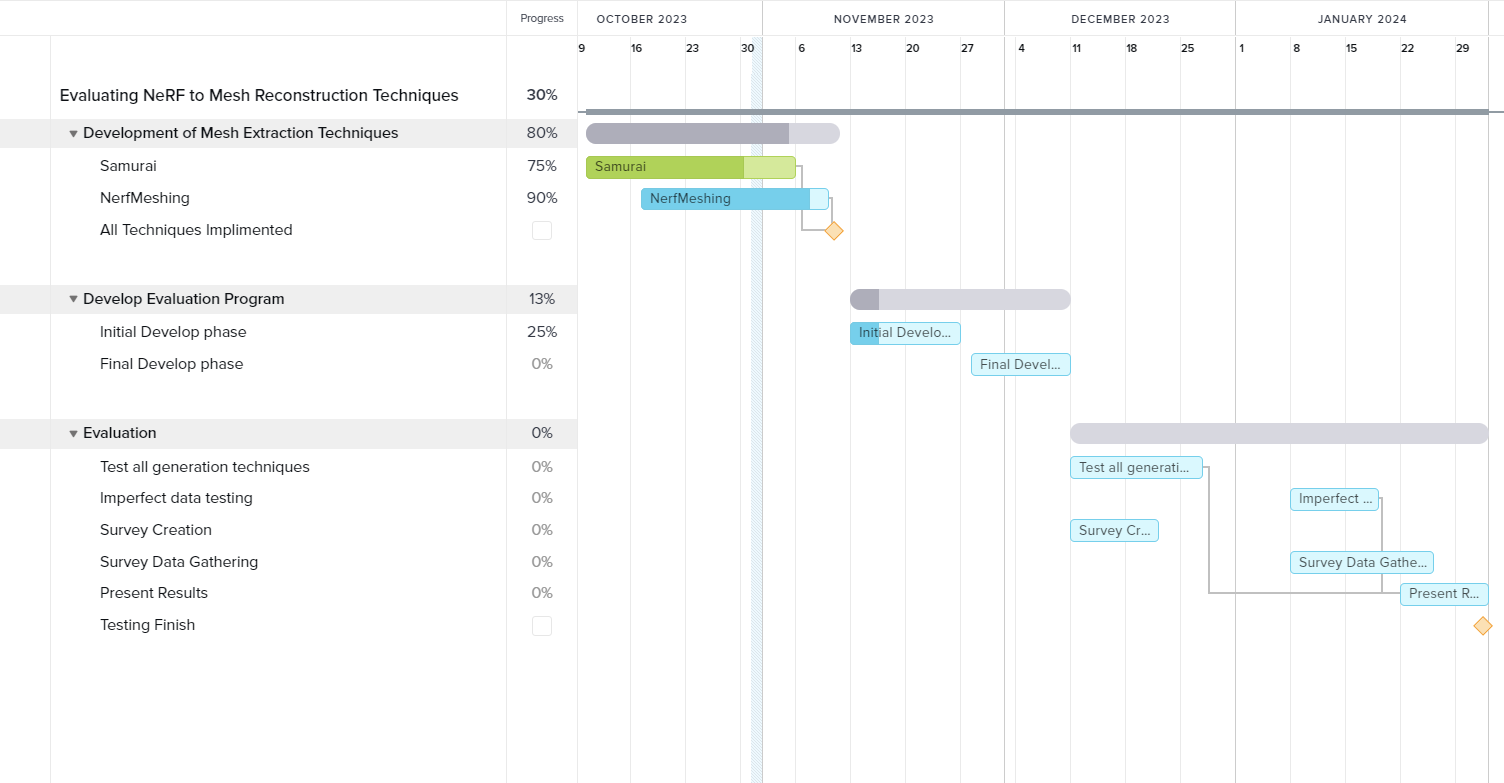 Progress OCTOBER 2023 NOVEMBER 2023 DECEMBER 2023 JANUARY 2024
9 16 23 30 6 13 20 27 4 11 18 25 1 8 15 22 29
Evaluating NeRF to Mesh Reconstruction Techniques 30%
Development of Mesh Extraction Techniques 80%
Samurai 75% Samurai
NerfMeshing 90% NerfMeshing
All Techniques Implimented
Develop Evaluation Program 13%
Initial Develop phase 25% Initial Develo...
Final Develop phase 0% Final Devel...
Evaluation 0%
Test all generation techniques 0% Test all generati...
Imperfect data testing 0% Imperfect ...
Survey Creation 0% Survey Cr...
Survey Data Gathering 0% Survey Data Gathe...
Present Results 0% Present R...
Testing Finish